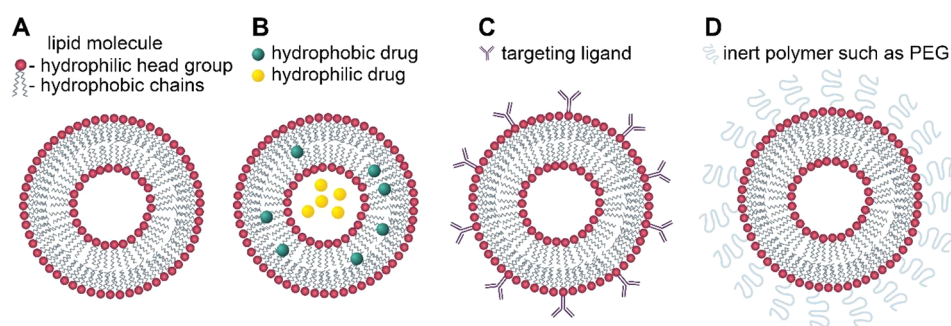 A
lipid molecule
- hydrophilic head group
- hydrophobic chains
B
hydrophobic drug
hydrophilic drug
C
targeting ligand
D
inert polymer such as PEG